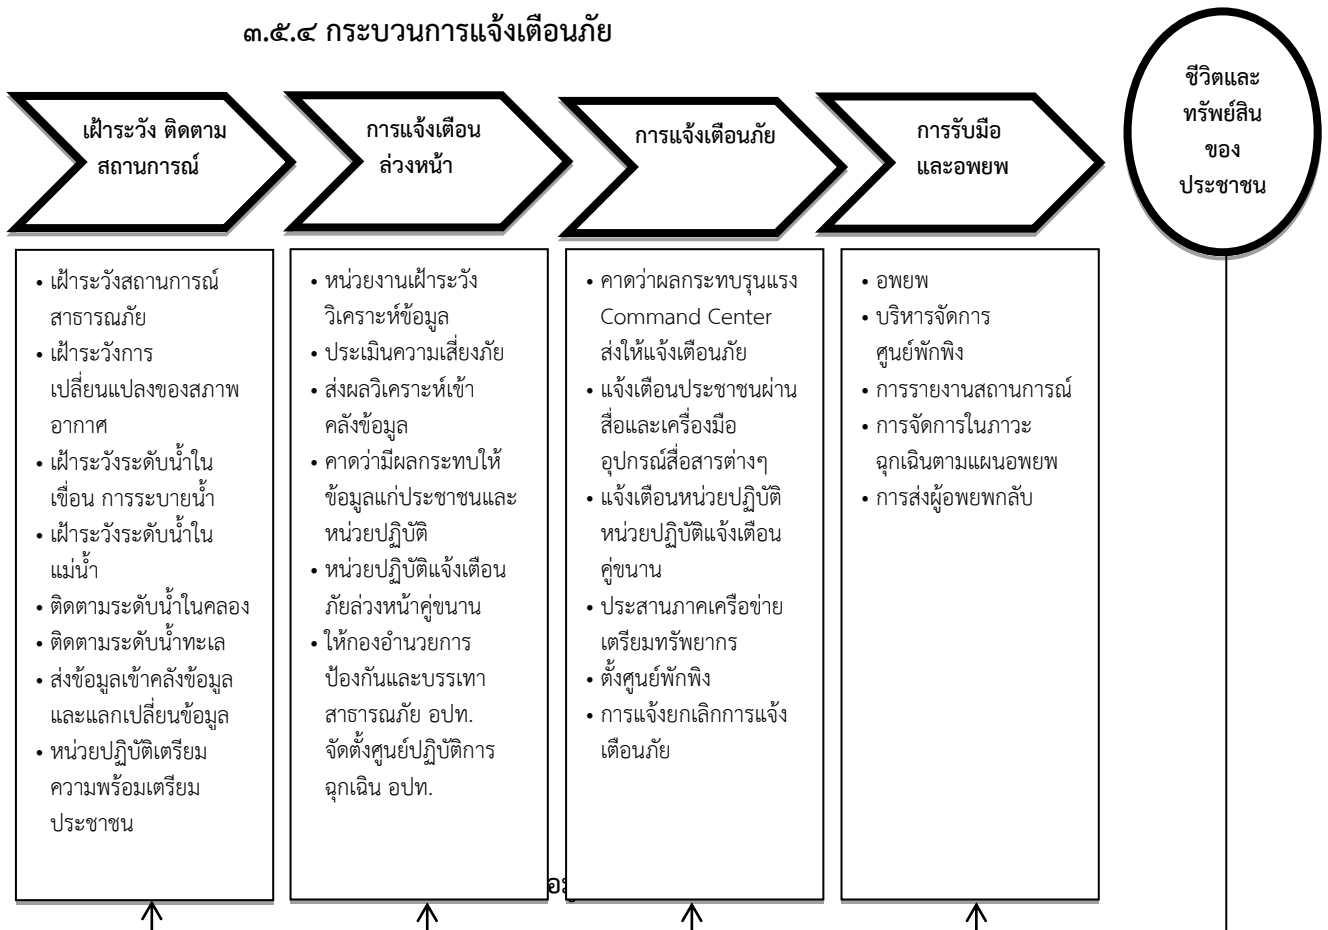 ๓.๕.๔ กระบวนการแจ้งเตือนภัย
เฝ้าระวัง ติดตาม
สถานการณ์
การแจ้งเตือน
ล่วงหน้า
การแจ้งเตือนภัย
การรับมือ
และอพยพ
ชีวิตและ
ทรัพย์สิน
ของ
ประชาชน
• เฝ้าระวังสถานการณ์
สาธารณภัย
• เฝ้าระวังการ
เปลี่ยนแปลงของสภาพ
อากาศ
• เฝ้าระวังระดับน้ำใน
เขื่อน การระบายน้ำ
• เฝ้าระวังระดับน้ำใน
แม่น้ำ
• ติดตามระดับน้ำในคลอง
• ติดตามระดับน้ำทะเล
• ส่งข้อมูลเข้าคลังข้อมูล
และแลกเปลี่ยนข้อมูล
• หน่วยปฏิบัติเตรียม
ความพร้อมเตรียม
ประชาชน
• หน่วยงานเฝ้าระวัง
วิเคราะห์ข้อมูล
• ประเมินความเสี่ยงภัย
• ส่งผลวิเคราะห์เข้า
คลังข้อมูล
• คาดว่ามีผลกระทบให้
ข้อมูลแก่ประชาชนและ
หน่วยปฏิบัติ
• หน่วยปฏิบัติแจ้งเตือน
ภัยล่วงหน้าคู่ขนาน
• ให้กองอำนวยการ
ป้องกันและบรรเทา
สาธารณภัย อปท.
จัดตั้งศูนย์ปฏิบัติการ
ฉุกเฉิน อปท.
• คาดว่าผลกระทบรุนแรง
Command Center
ส่งให้แจ้งเตือนภัย
• แจ้งเตือนประชาชนผ่าน
สื่อและเครื่องมือ
อุปกรณ์สื่อสารต่างๆ
• แจ้งเตือนหน่วยปฏิบัติ
หน่วยปฏิบัติแจ้งเตือน
คู่ขนาน
• ประสานภาคเครือข่าย
เตรียมทรัพยากร
• ตั้งศูนย์พักพิง
• การแจ้งยกเลิกการแจ้ง
เตือนภัย
• อพยพ
• บริหารจัดการ
ศูนย์พักพิง
• การรายงานสถานการณ์
• การจัดการในภาวะ
ฉุกเฉินตามแผนอพยพ
• การส่งผู้อพยพกลับ